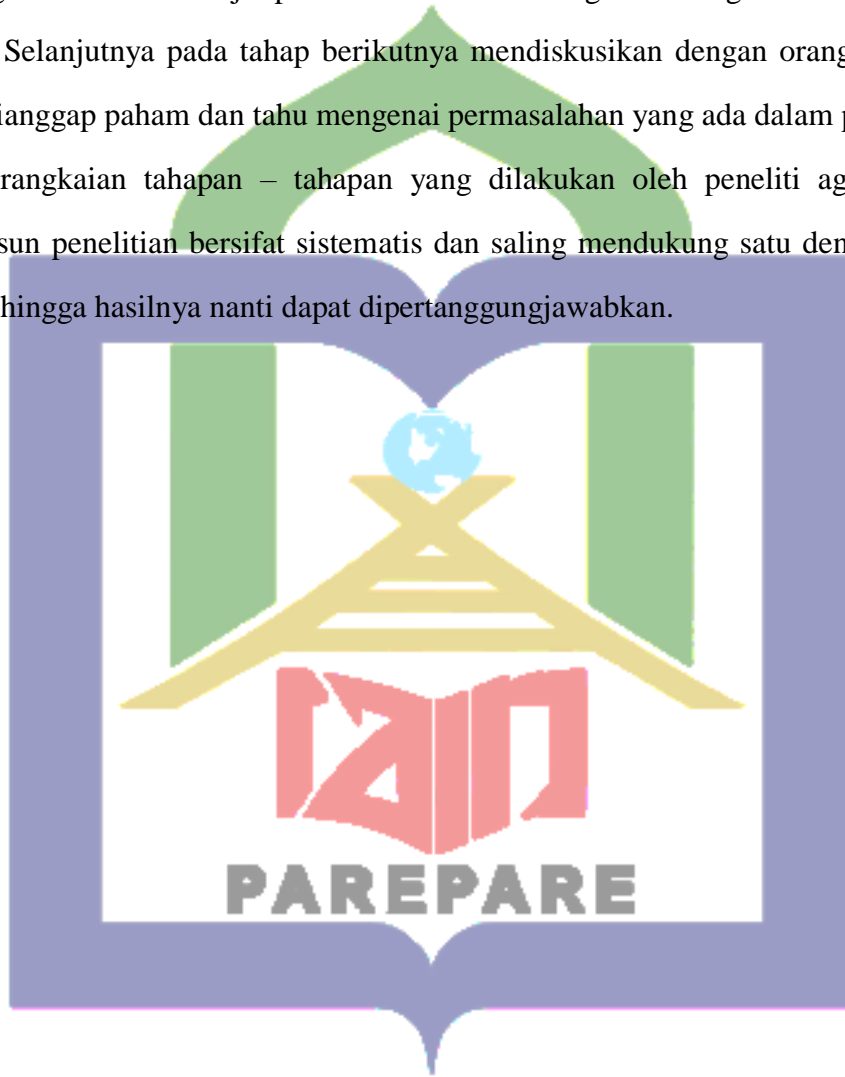 Selanjutnya pada tahap berikutnya mendiskusikan dengan orang
ianggap paham dan tahu mengenai permasalahan yang ada dalam p
rangkaian tahapan – tahapan yang dilakukan oleh peneliti ag
sun penelitian bersifat sistematis dan saling mendukung satu den
hingga hasilnya nanti dapat dipertanggungjawabkan.
iain
PAREPARE